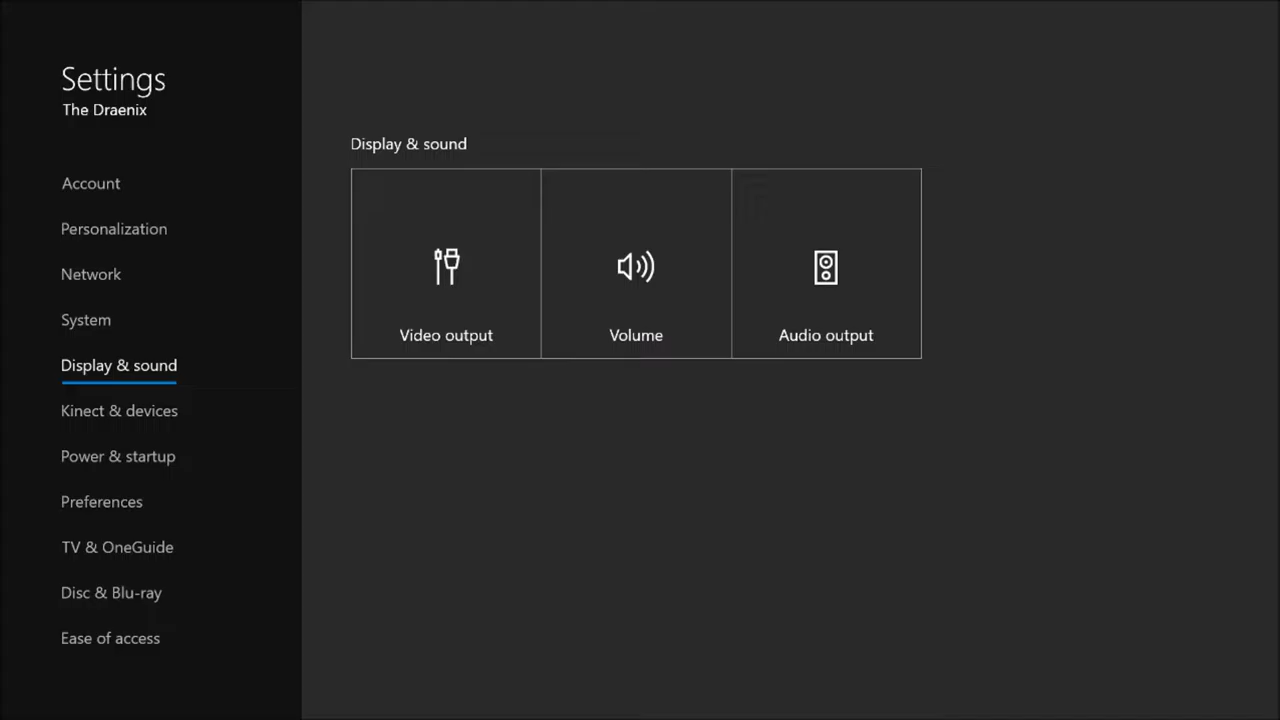 Settings
The Draenix
Account
Personalization
Network
System
Display & sound
Kinect & devices
Power & startup
Preferences
TV & OneGuide
Disc & Blu-ray
Ease of access
Display & sound
Video output
Volume
Audio output